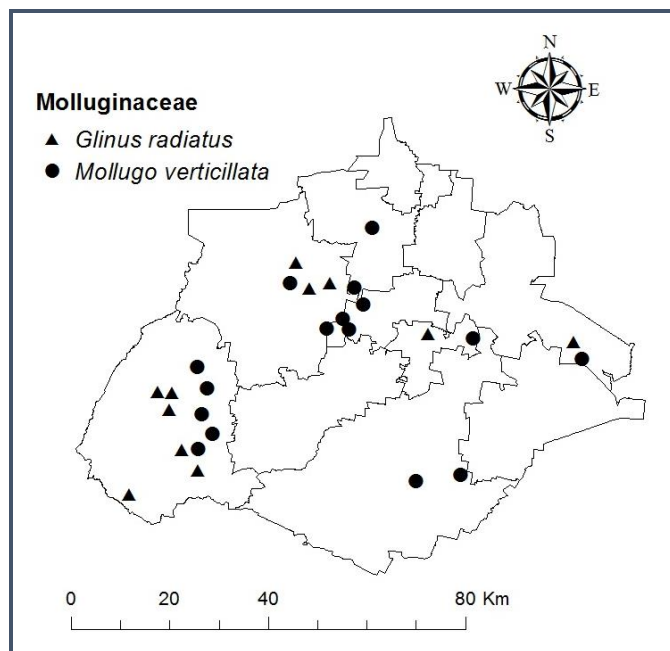 N
W E
S
Molluginaceae
Glinus radiatus
Mollugo verticillata
0 20 40 80 Km